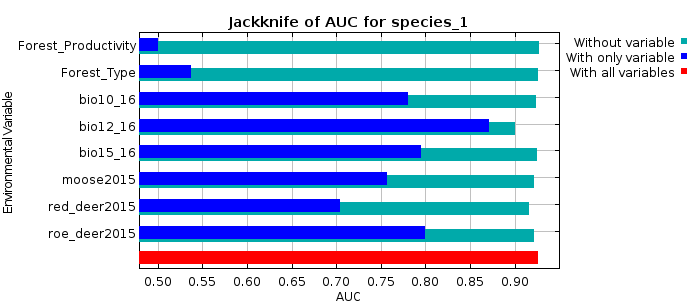 Jackknife of AUC for species_1
Without variable
With only variable
With all variables
Environmental Variable
Forest_Productivity
Forest_Type
bio10_16
bio12_16
bio15_16
moose2015
red_deer2015
roe_deer2015
0.50 0.55 0.60 0.65 0.70 0.75 0.80 0.85 0.90
AUC